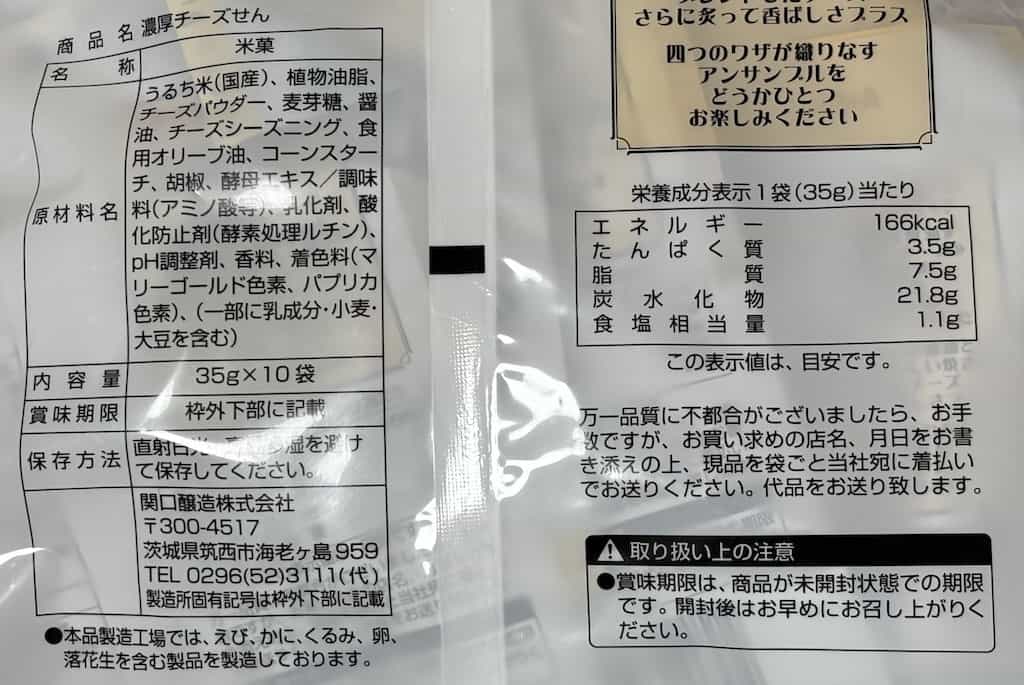 商品名 濃厚チーズせん
名称 米菓
原材料名
うるち米(国産)、植物油脂、
チーズパウダー、麦芽糖、醤
油、チーズシーズニング、食
用オリーブ油、コーンスター
チ、胡椒、酵母エキス／調味
料(アミノ酸等)、乳化剤、酸
化防止剤(酵素処理ルチン)、
pH調整剤、香料、着色料(マ
リーゴールド色素、パプリカ
色素)、(一部に乳成分・小麦・
大豆を含む)
内容量 35g×10袋
賞味期限 枠外下部に記載
保存方法
直射日光、高温多湿を避け
て保存してください。
関口醸造株式会社
〒300-4517
茨城県筑西市海老ヶ島959
TEL 0296(52)3111(代)
製造所固有記号は枠外下部に記載
●本品製造工場では、えび、かに、くるみ、卵、
落花生を含む製品を製造しております。
さらに炙って香ばしさプラス
四つのワザが織りなす
アンサンブルを
どうかひとつ
お楽しみください
栄養成分表示1袋(35g)当たり
エネルギー 166kcal
たんぱく質 3.5g
脂質 7.5g
炭水化物 21.8g
食塩相当量 1.1g
この表示値は、目安です。
万一品質に不都合がございましたら、お手
数ですが、お買い求めの店名、月日をお書
き添えの上、現品を袋ごと当社宛に着払い
でお送りください。代品をお送り致します。
取り扱い上の注意
●賞味期限は、商品が未開封状態での期限
です。開封後はお早めにお召し上がりく
ださい。